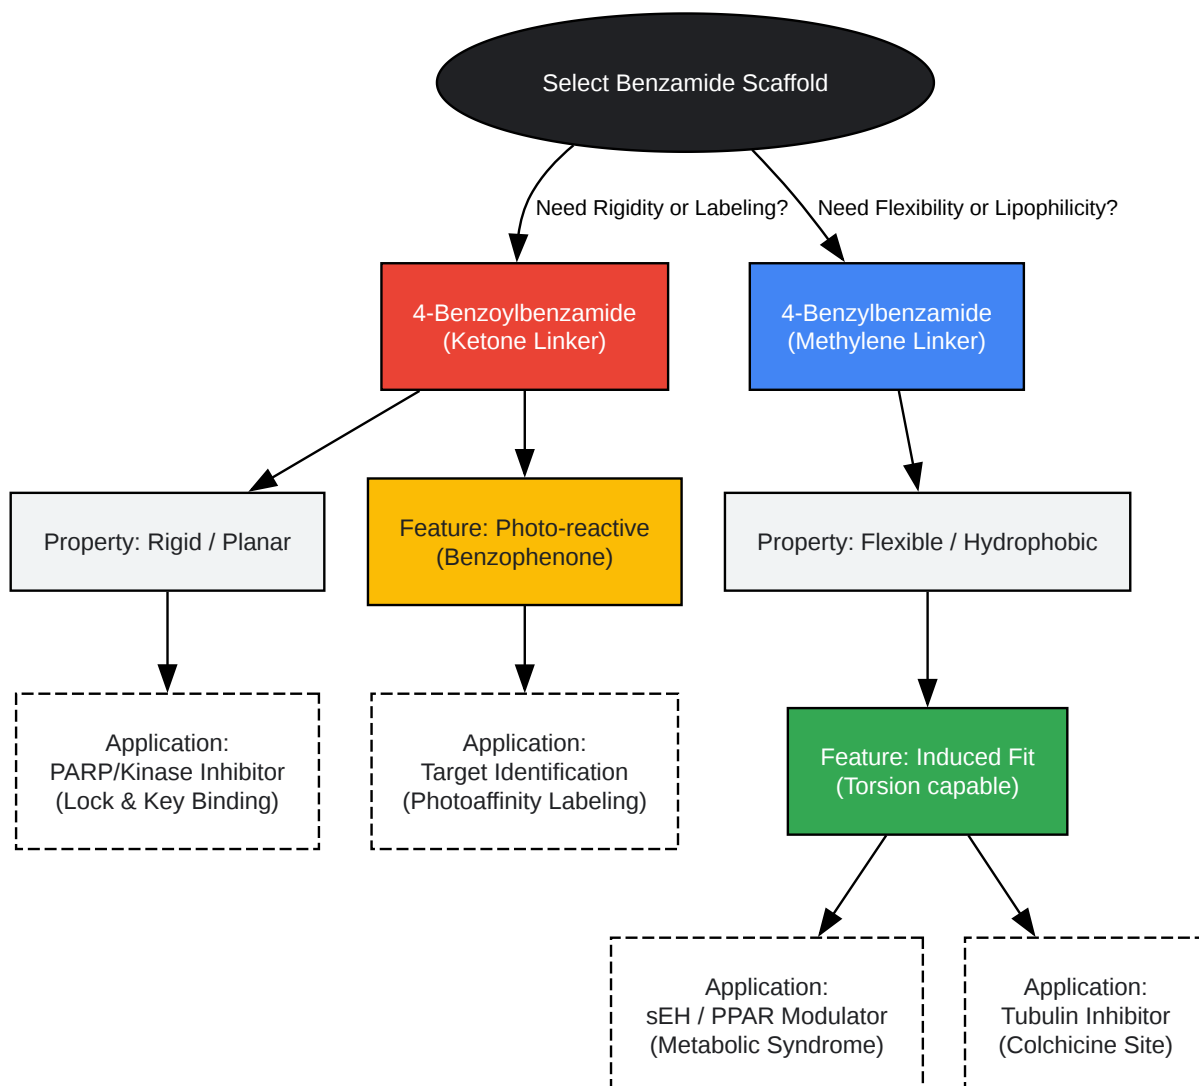 Select Benzamide Scaffold
Need Rigidity or Labeling?
Need Flexibility or Lipophilicity?
4-Benzoylbenzamide
(Ketone Linker)
4-Benzylbenzamide
(Methylene Linker)
Property: Rigid / Planar
Feature: Photo-reactive
(Benzophenone)
Property: Flexible / Hydrophobic
Application:
PARP/Kinase Inhibitor
(Lock & Key Binding)
Application:
Target Identification
(Photoaffinity Labeling)
Feature: Induced Fit
(Torsion capable)
Application:
sEH / PPAR Modulator
(Metabolic Syndrome)
Application:
Tubulin Inhibitor
(Colchicine Site)